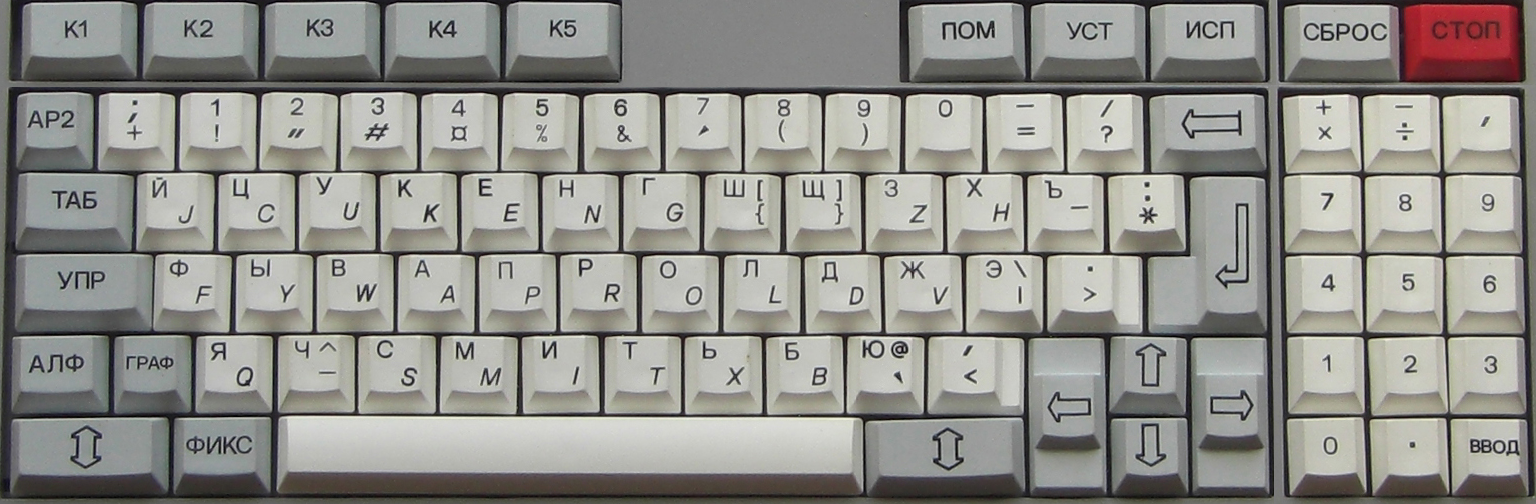 К1 К2 К3 К4 К5 ПОМ УСТ ИСП СБРОС СТОП
АР2 ; + 1 ! 2 " 3 # 4 ¤ 5 % 6 & 7 ' 8 ( 9 ) 0 — = / ? + × — ÷ ,
ТАБ Й J Ц C У U К K Е E Н N Г G Ш [ { Щ ] } З Z Х H Ъ — : * 7 8 9
УПР Ф F Ы Y В W А A П P Р R О O Л L Д D Ж V Э \ | . > 4 5 6
АЛФ ГРАФ Я Q Ч ^ — С S М M И I Т T Ь X Б B Ю @ ` , < 1 2 3
ФИКС 0 . ВВОД